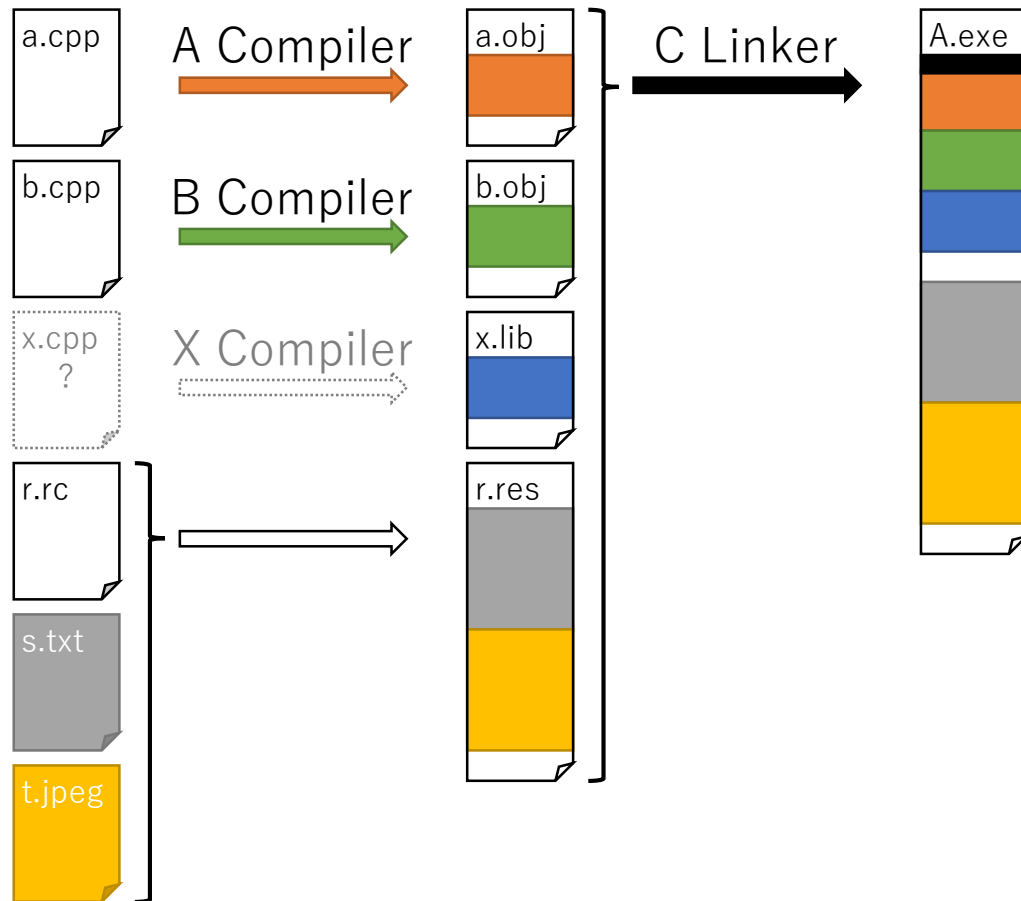 a.cpp
A Compiler
a.obj
C Linker
A.exe
b.cpp
B Compiler
b.obj
x.cpp
?
X Compiler
x.lib
r.rc
r.res
s.txt
t.jpeg